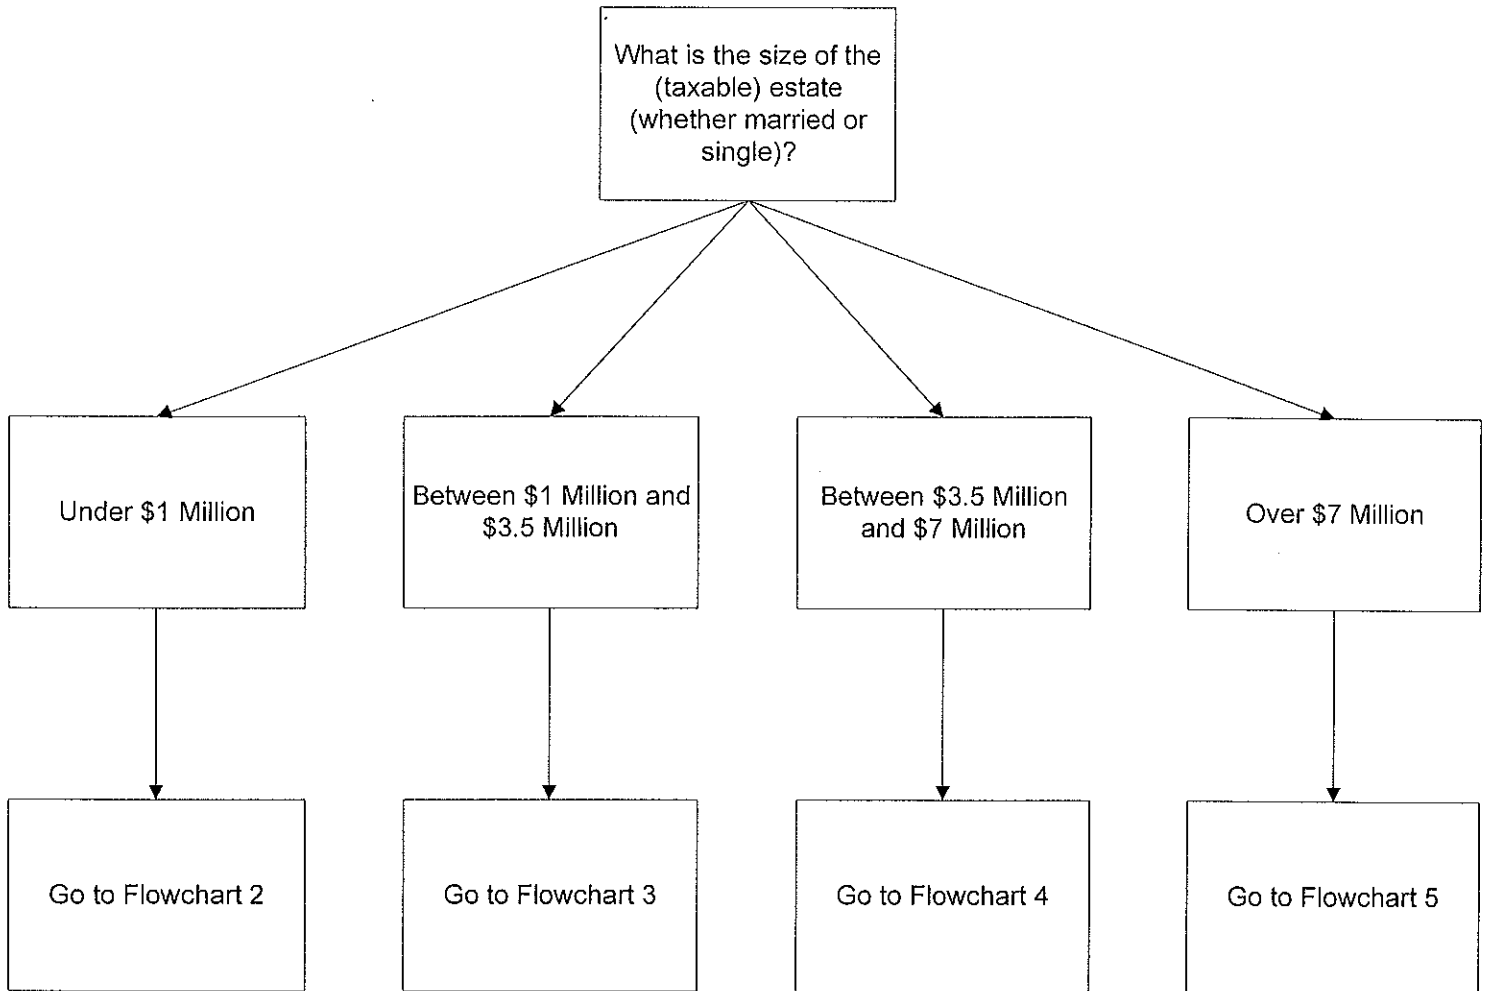 What is the size of the
(taxable) estate
(whether married or
single)?
Under $1 Million
Between $1 Million and
$3.5 Million
Between $3.5 Million
and $7 Million
Over $7 Million
Go to Flowchart 2
Go to Flowchart 3
Go to Flowchart 4
Go to Flowchart 5